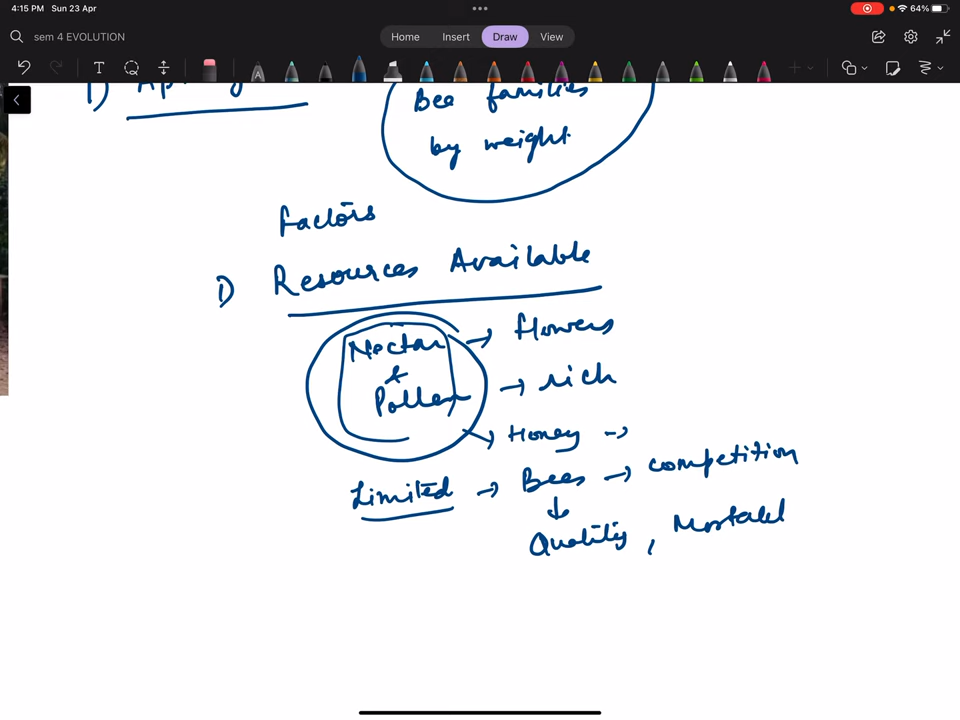 4:15 PM Sun 23 Apr
64%
sem 4 EVOLUTION
Home Insert Draw View
Bee families
by weight
Factors
1) Resources Available
Nectar → flowers
&
Pollen → rich
→ Honey →
Limited → Bees → competition
↓
Quality, Mortal